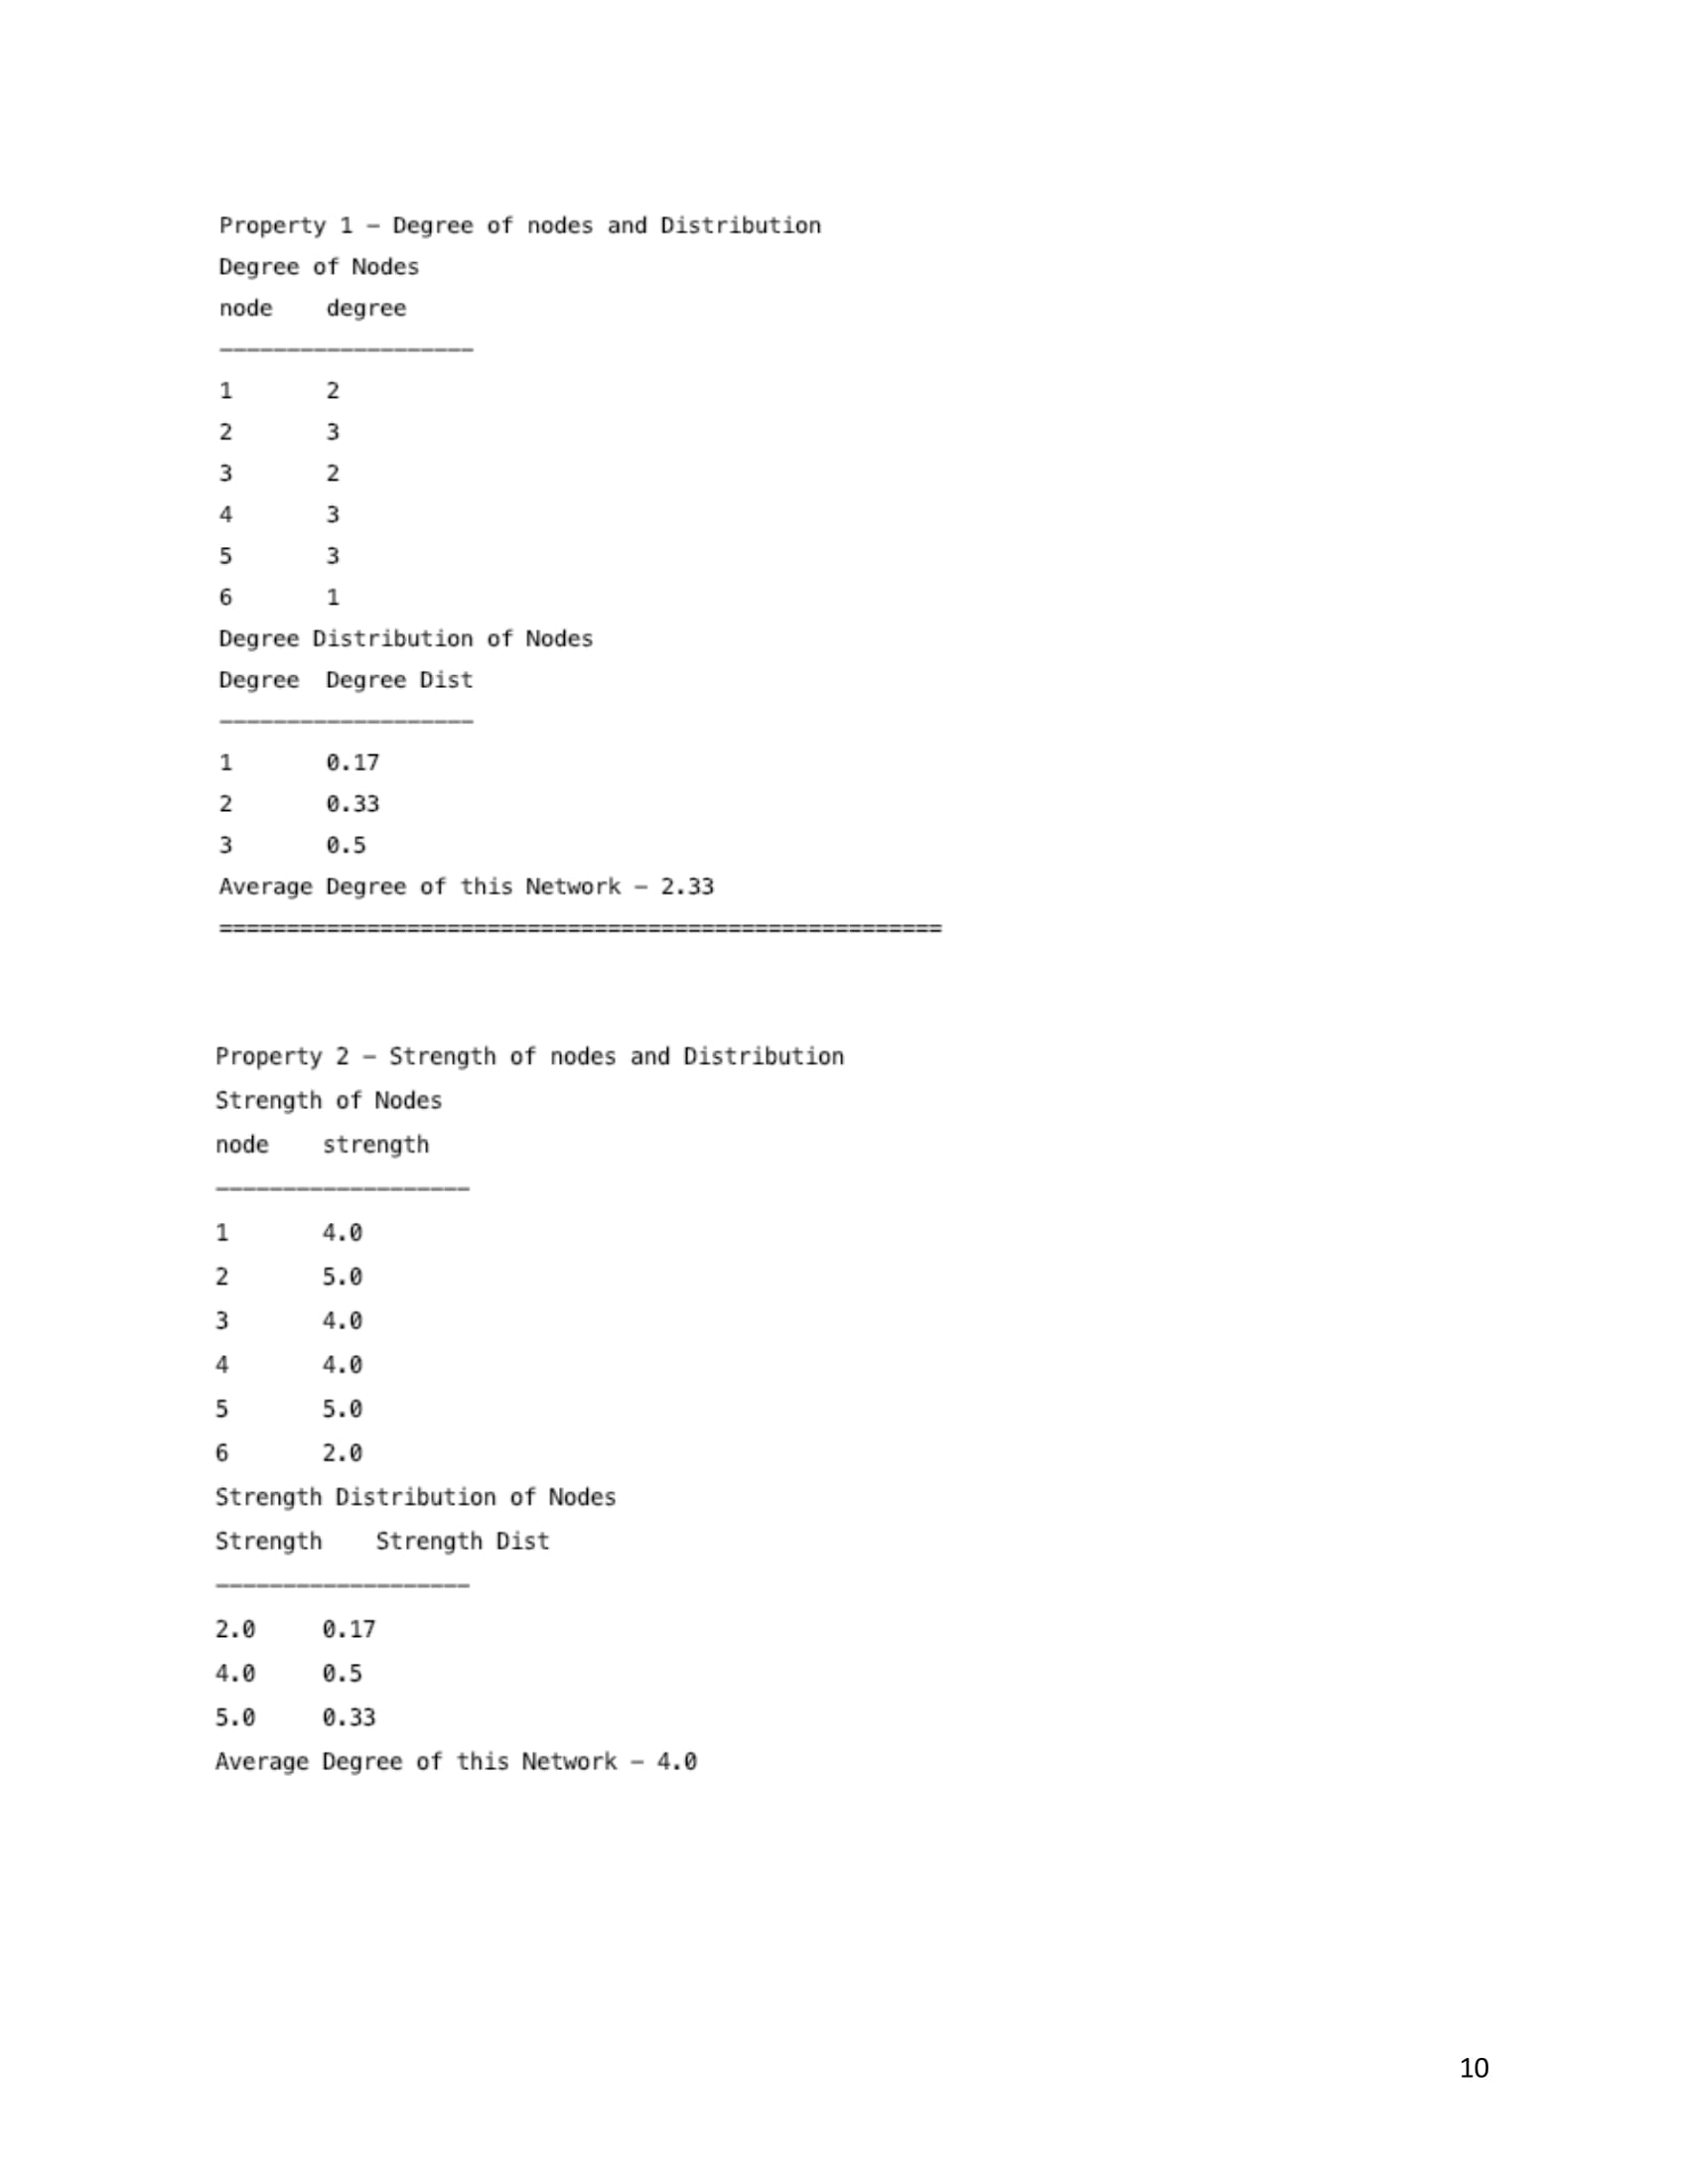 Property 1 – Degree of nodes and Distribution
Degree of Nodes
node    degree
–––––––––––––––––––
1       2
2       3
3       2
4       3
5       3
6       1
Degree Distribution of Nodes
Degree  Degree Dist
–––––––––––––––––––
1       0.17
2       0.33
3       0.5
Average Degree of this Network – 2.33
======================================================
Property 2 – Strength of nodes and Distribution
Strength of Nodes
node    strength
–––––––––––––––––––
1       4.0
2       5.0
3       4.0
4       4.0
5       5.0
6       2.0
Strength Distribution of Nodes
Strength    Strength Dist
–––––––––––––––––––
2.0     0.17
4.0     0.5
5.0     0.33
Average Degree of this Network – 4.0
10